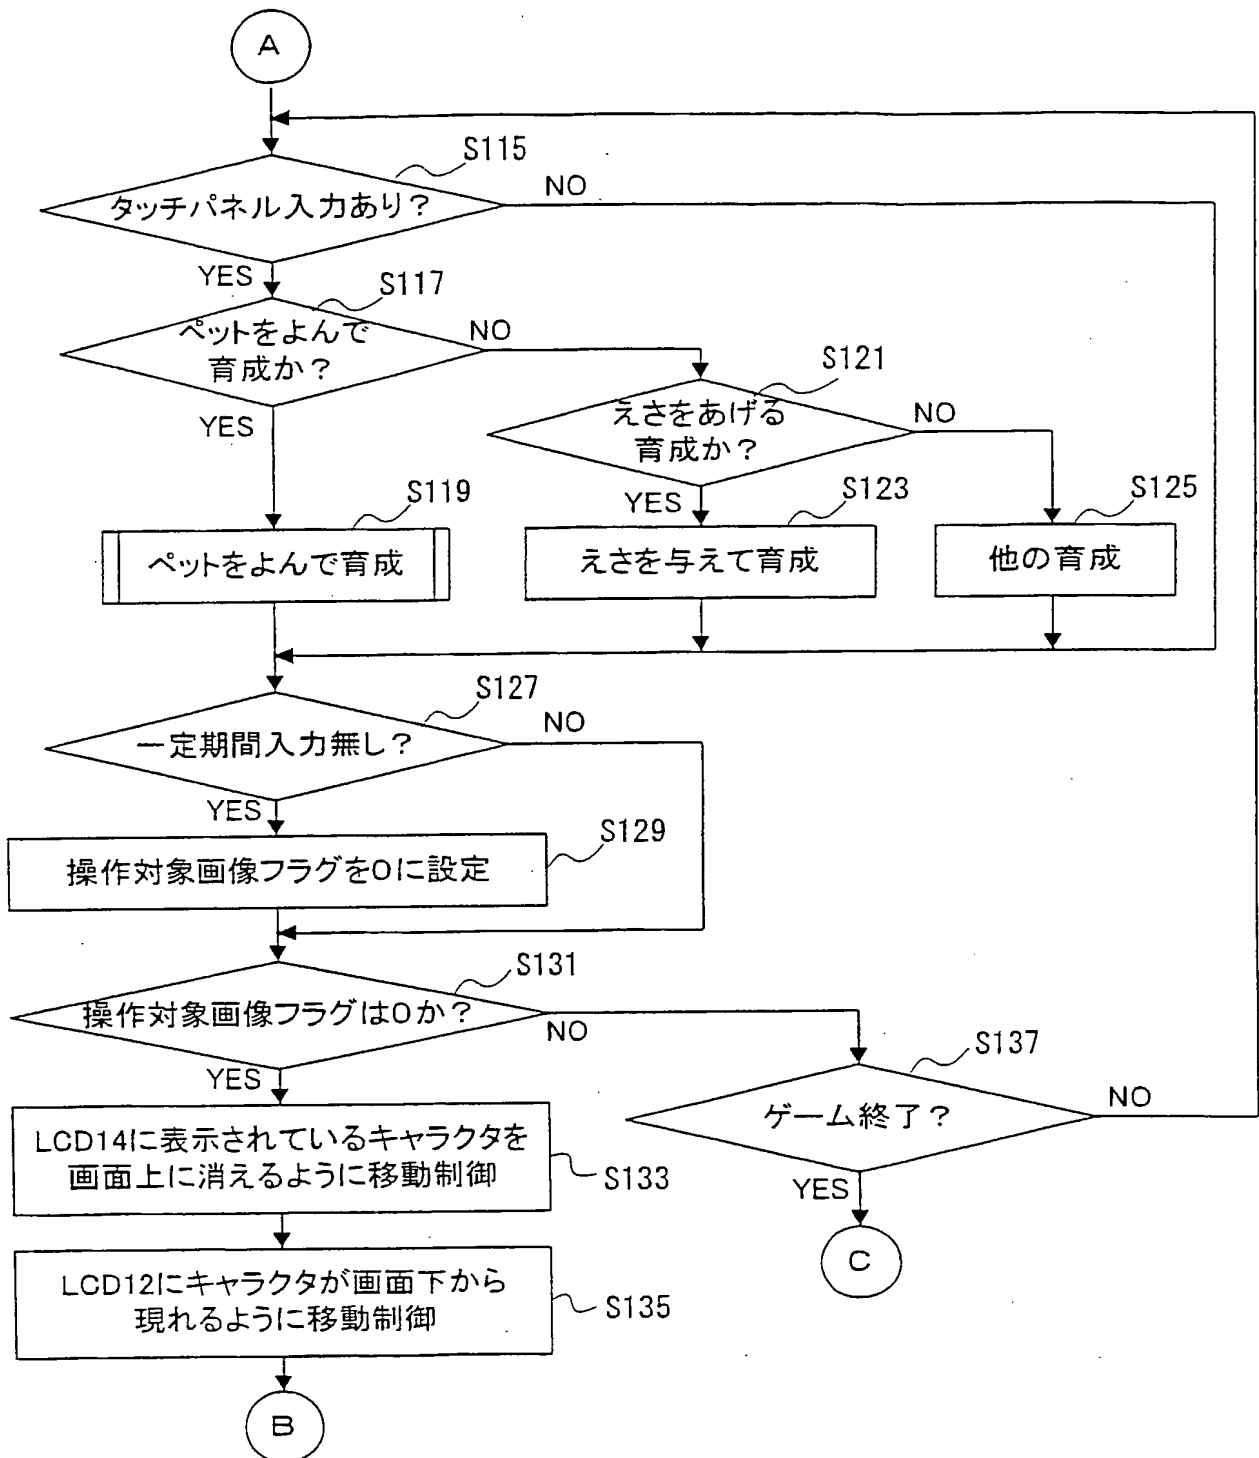 A
S115
タッチパネル入力あり？
NO
YES
S117
ペットをよんで
育成か？
NO
YES
S121
えさをあげる
育成か？
NO
YES
S119
ペットをよんで育成
S123
えさを与えて育成
S125
他の育成
S127
一定期間入力無し？
NO
YES
S129
操作対象画像フラグを0に設定
S131
操作対象画像フラグは0か？
NO
YES
S137
ゲーム終了？
NO
YES
C
LCD14に表示されているキャラクタを
画面上に消えるように移動制御
S133
LCD12にキャラクタが画面下から
現れるように移動制御
S135
B